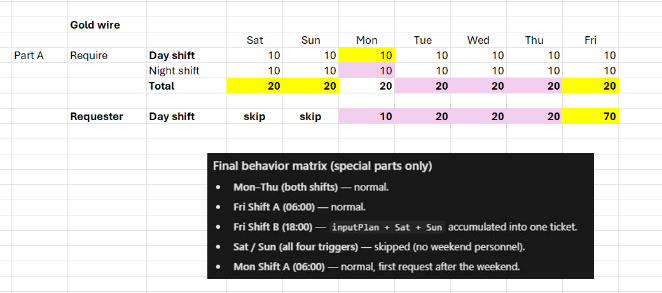 Gold wire
Sat Sun Mon Tue Wed Thu Fri
Part A Require Day shift 10 10 10 10 10 10 10
Night shift 10 10 10 10 10 10 10
Total 20 20 20 20 20 20 20
Requester Day shift skip skip 10 20 20 20 70
Final behavior matrix (special parts only)
• Mon–Thu (both shifts) — normal.
• Fri Shift A (06:00) — normal.
• Fri Shift B (18:00) — inputPlan + Sat + Sun accumulated into one ticket.
• Sat / Sun (all four triggers) — skipped (no weekend personnel).
• Mon Shift A (06:00) — normal, first request after the weekend.